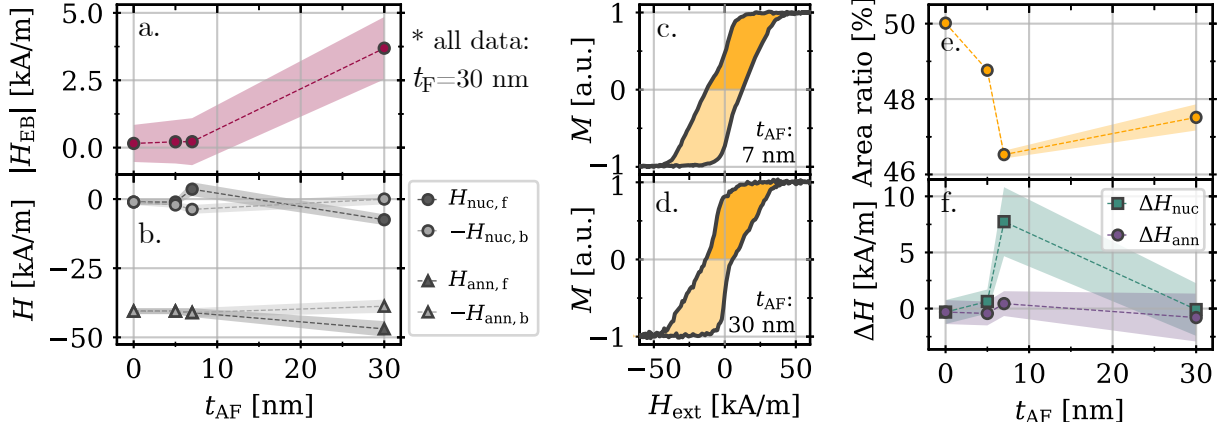 a.
|H_EB| [kA/m]
5.0
2.5
0.0
* all data:
t_F=30 nm
b.
H [kA/m]
0
−25
−50
0
10
20
30
t_AF [nm]
H_nuc, f
−H_nuc, b
H_ann, f
−H_ann, b
c.
M [a.u.]
1
0
−1
t_AF:
7 nm
d.
M [a.u.]
1
0
−1
t_AF:
30 nm
−50
0
50
H_ext [kA/m]
e.
Area ratio [%]
50
48
46
f.
ΔH [kA/m]
10
5
0
ΔH_nuc
ΔH_ann
0
10
20
30
t_AF [nm]